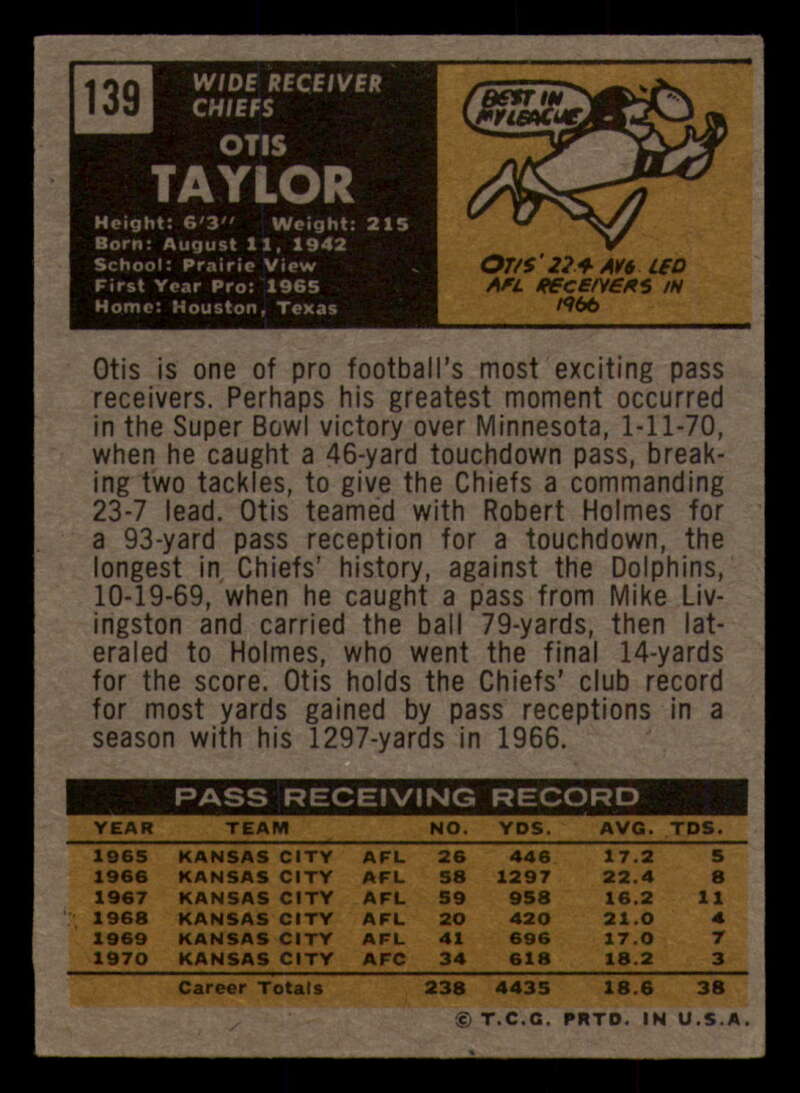 139
WIDE RECEIVER
CHIEFS
OTIS
TAYLOR
Height: 6'3" Weight: 215
Born: August 11, 1942
School: Prairie View
First Year Pro: 1965
Home: Houston, Texas
BEST IN
MY LEAGUE
OTIS' 22.4 AVG. LED
AFL RECEIVERS IN
1966
Otis is one of pro football's most exciting pass
receivers. Perhaps his greatest moment occurred
in the Super Bowl victory over Minnesota, 1-11-70,
when he caught a 46-yard touchdown pass, break-
ing two tackles, to give the Chiefs a commanding
23-7 lead. Otis teamed with Robert Holmes for
a 93-yard pass reception for a touchdown, the
longest in Chiefs' history, against the Dolphins,
10-19-69, when he caught a pass from Mike Liv-
ingston and carried the ball 79-yards, then lat-
eraled to Holmes, who went the final 14-yards
for the score. Otis holds the Chiefs' club record
for most yards gained by pass receptions in a
season with his 1297-yards in 1966.
PASS RECEIVING RECORD
YEAR TEAM NO. YDS. AVG. TDS.
1965 KANSAS CITY AFL 26 446 17.2 5
1966 KANSAS CITY AFL 58 1297 22.4 8
1967 KANSAS CITY AFL 59 958 16.2 11
1968 KANSAS CITY AFL 20 420 21.0 4
1969 KANSAS CITY AFL 41 696 17.0 7
1970 KANSAS CITY AFC 34 618 18.2 3
Career Totals 238 4435 18.6 38
© T.C.G. PRTD. IN U.S.A.